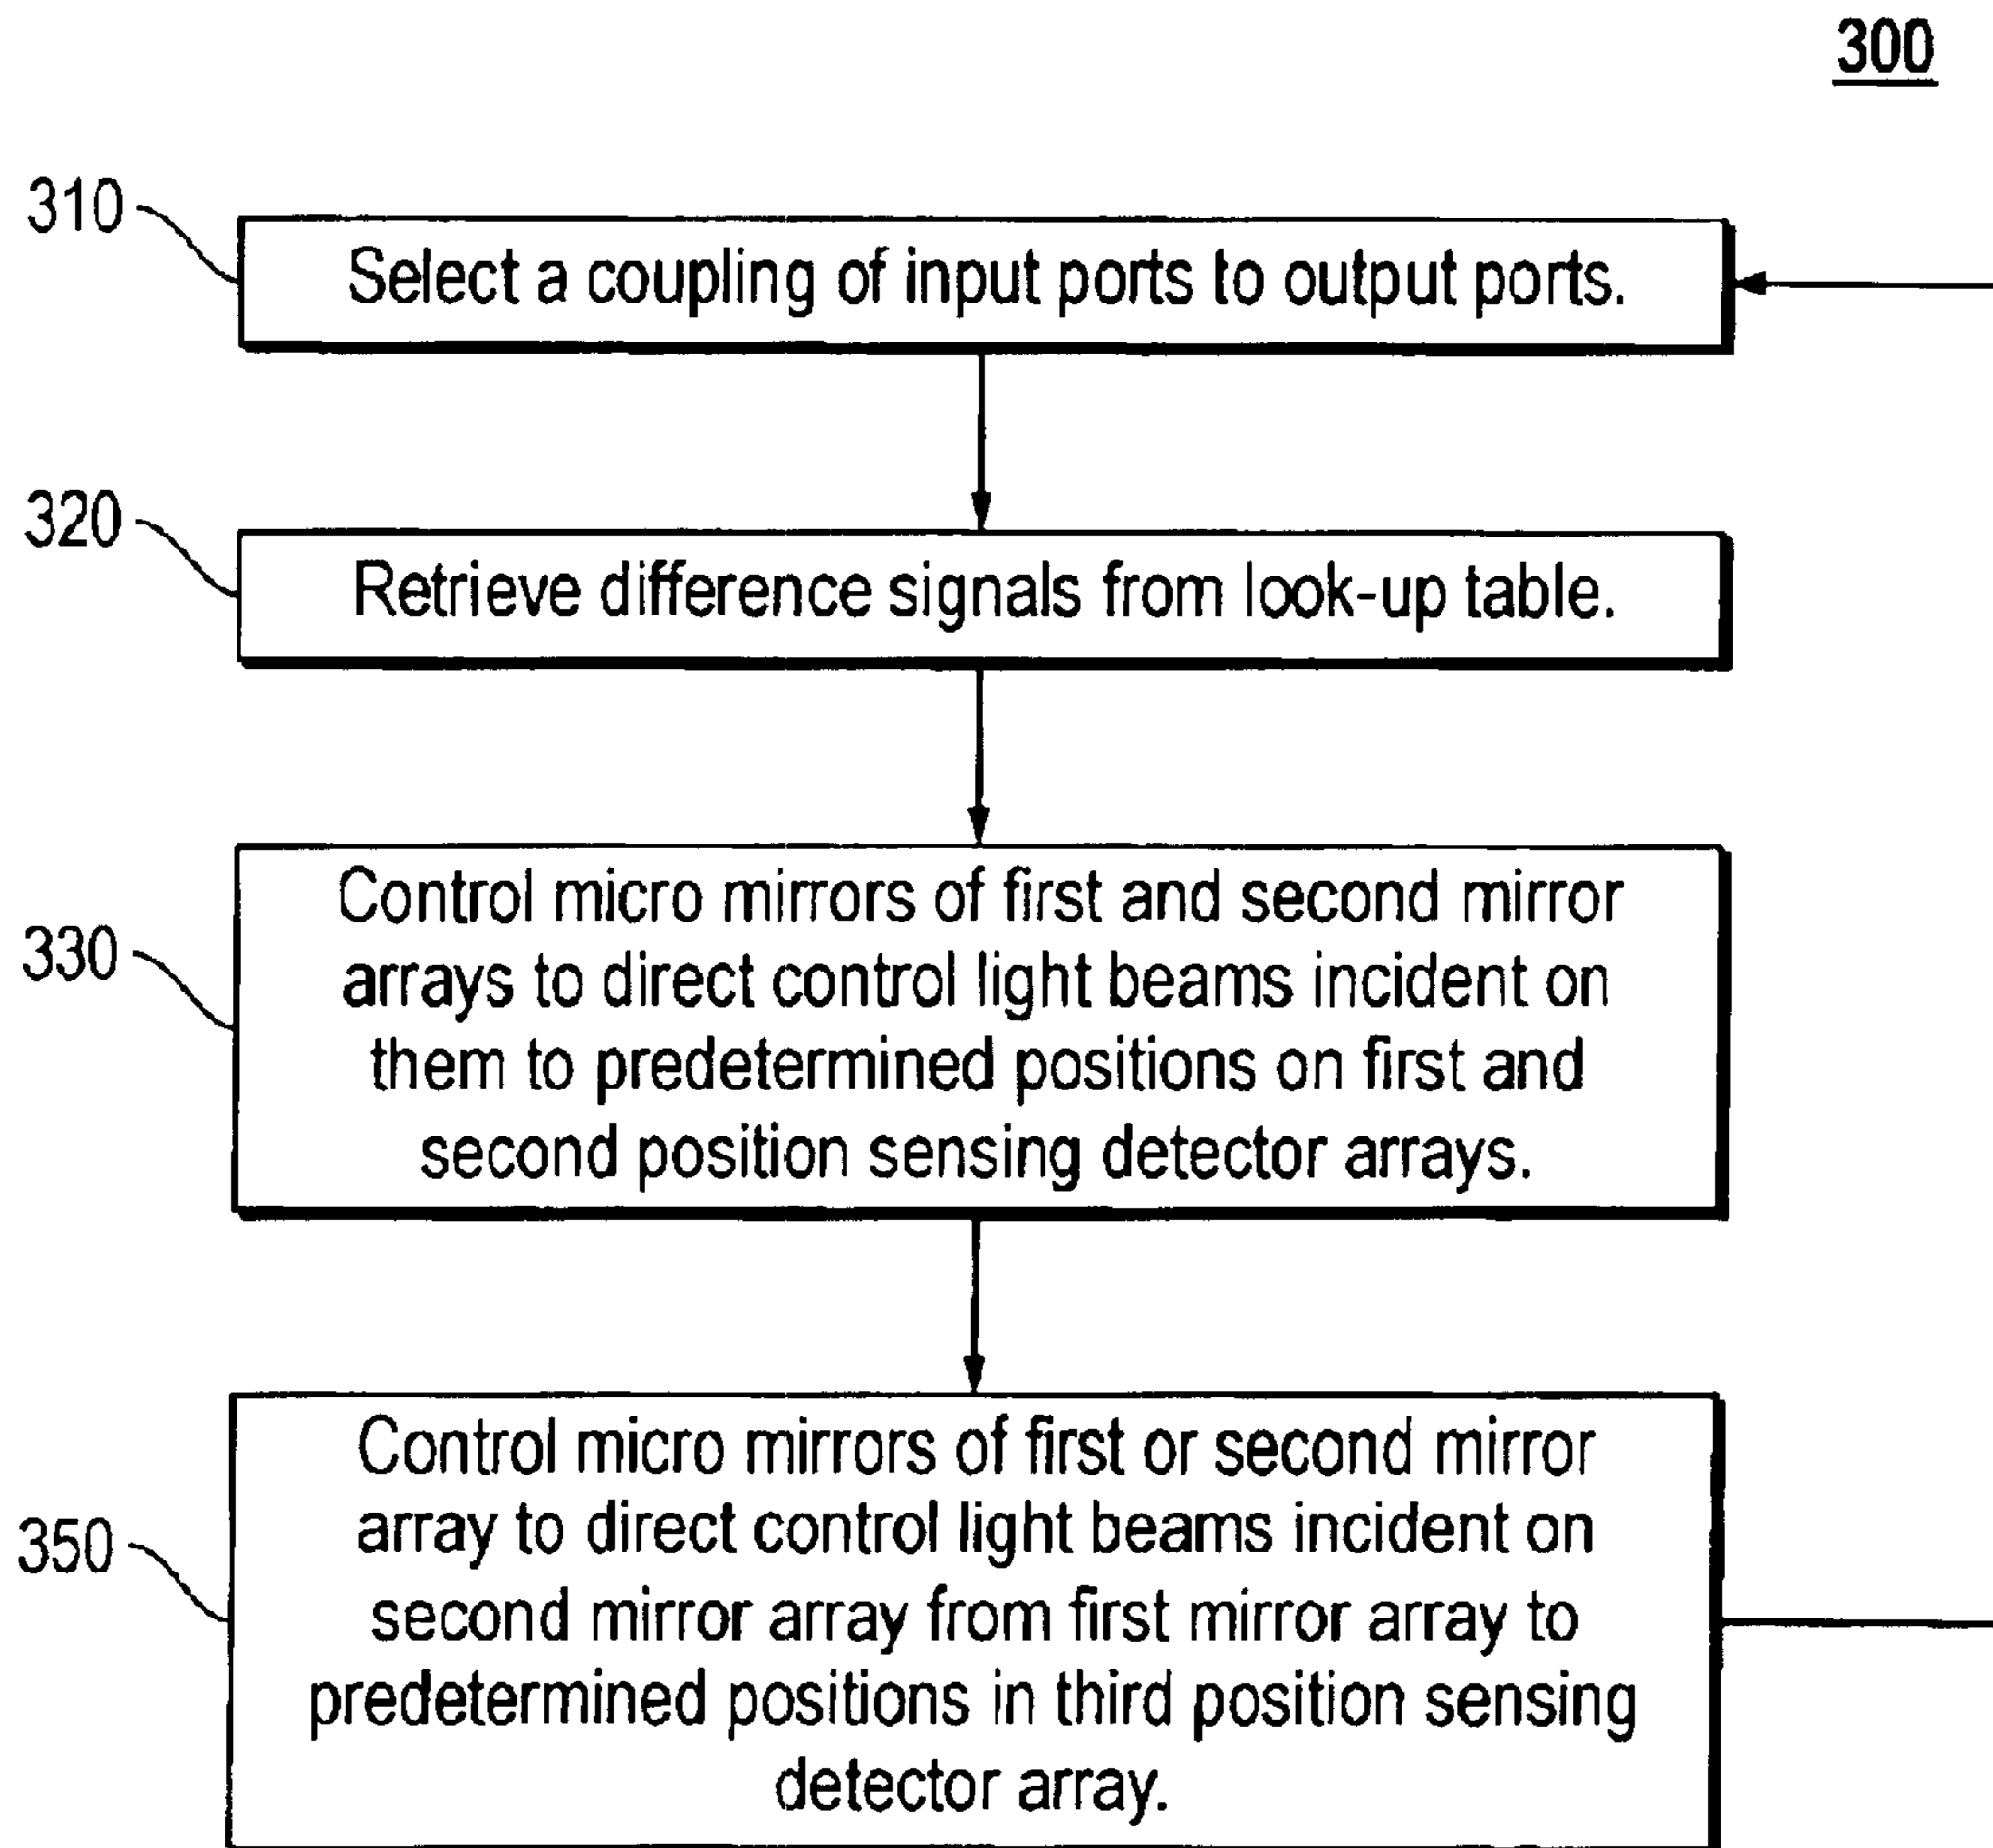 300
310
Select a coupling of input ports to output ports.
320
Retrieve difference signals from look-up table.
330
Control micro mirrors of first and second mirror
arrays to direct control light beams incident on
them to predetermined positions on first and
second position sensing detector arrays.
350
Control micro mirrors of first or second mirror
array to direct control light beams incident on
second mirror array from first mirror array to
predetermined positions in third position sensing
detector array.